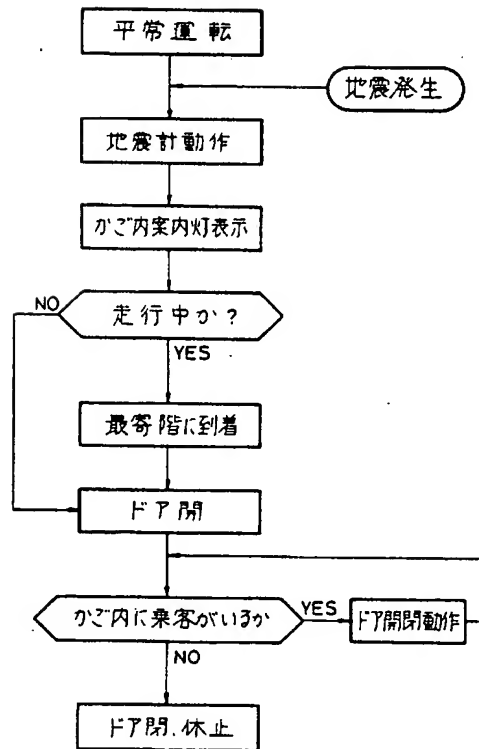 平常運転
地震発生
地震計動作
かご内案内灯表示
NO
走行中か?
YES
最寄階に到着
ドア開
かご内に乗客がいるか
YES
ドア開閉動作
NO
ドア閉、休止